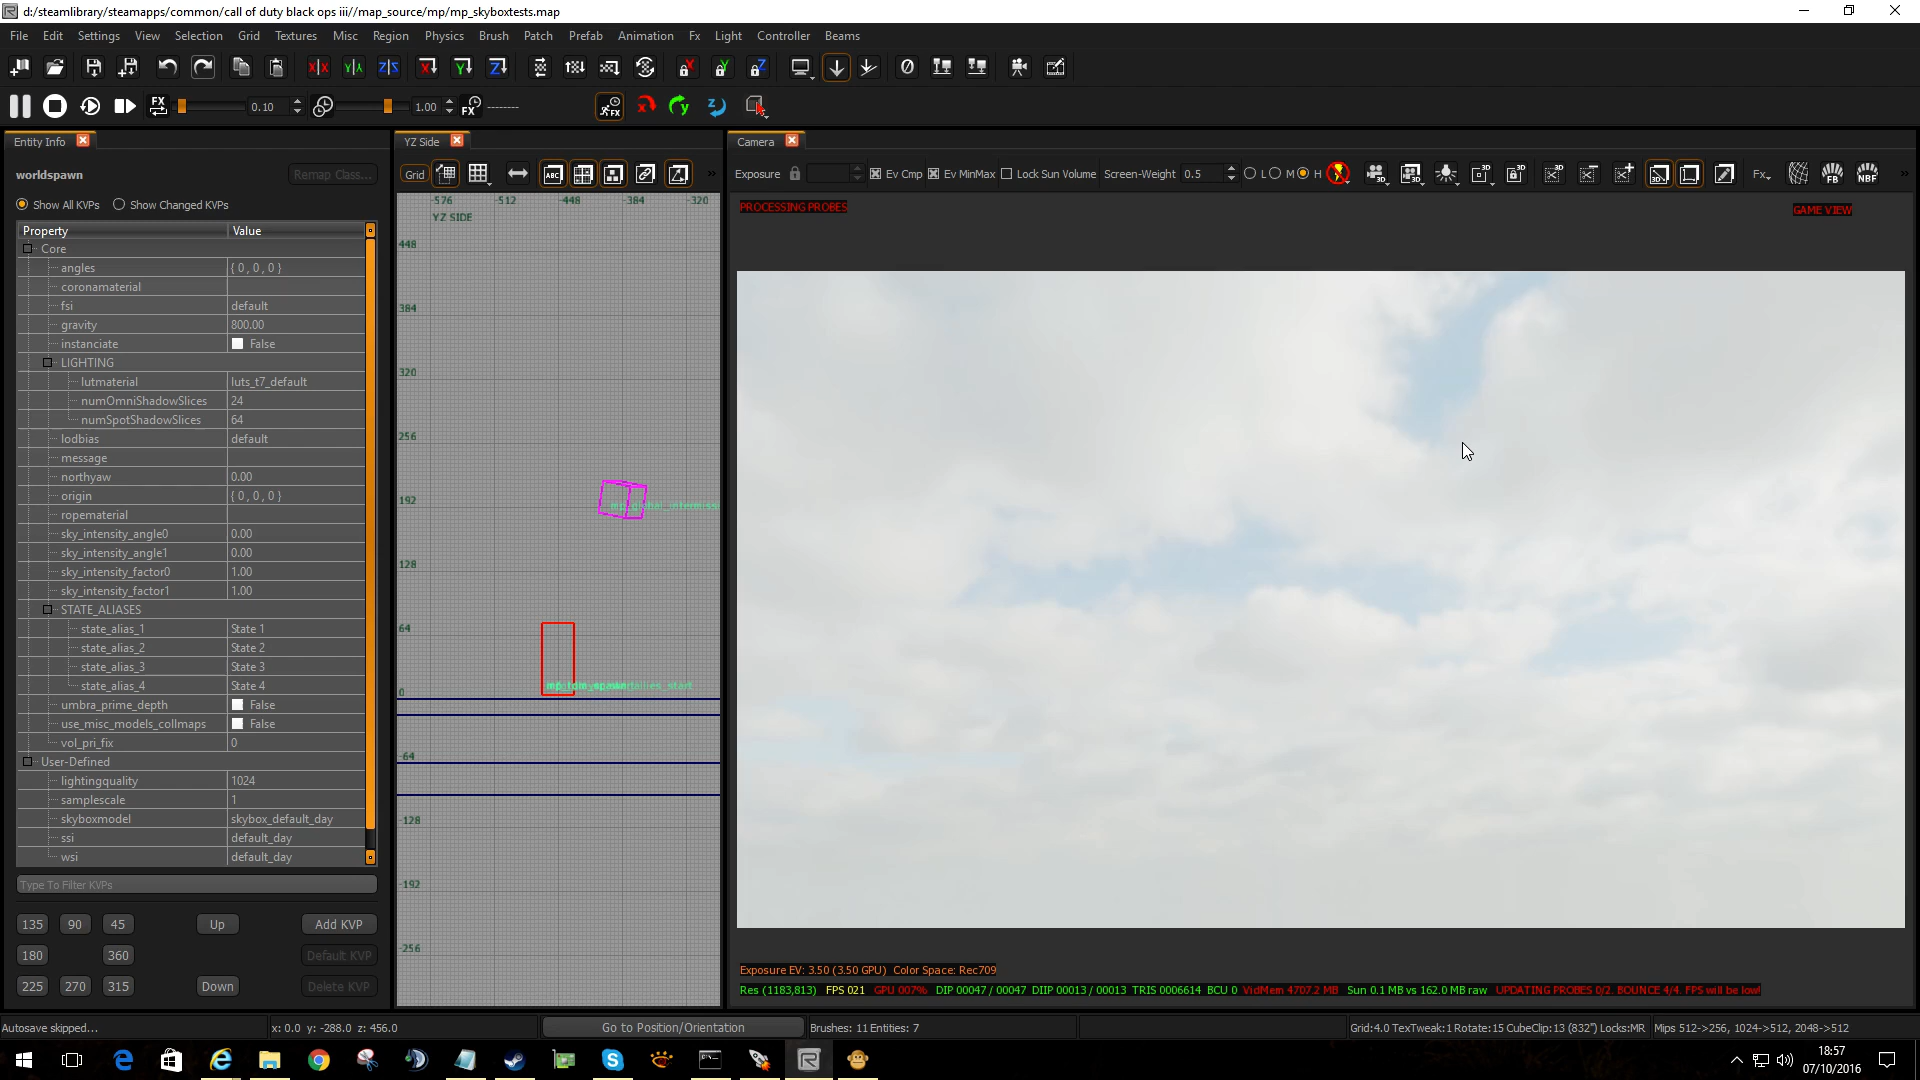 d:/steamlibrary/steamapps/common/call of duty black ops iii//map_source/mp/mp_skyboxtests.map
File Edit Settings View Selection Grid Textures Misc Region Physics Brush Patch Prefab Animation Fx Light Controller Beams
FX 0.10 1.00 FX --------
Entity Info
YZ Side
Camera
worldspawn
Remap Class...
Show All KVPs Show Changed KVPs
Property Value
Core
angles { 0 , 0 , 0 }
coronamaterial
fsi default
gravity 800.00
instanciate False
LIGHTING
lutmaterial luts_t7_default
numOmniShadowSlices 24
numSpotShadowSlices 64
lodbias default
message
northyaw 0.00
origin { 0 , 0 , 0 }
ropematerial
sky_intensity_angle0 0.00
sky_intensity_angle1 0.00
sky_intensity_factor0 1.00
sky_intensity_factor1 1.00
STATE_ALIASES
state_alias_1 State 1
state_alias_2 State 2
state_alias_3 State 3
state_alias_4 State 4
umbra_prime_depth False
use_misc_models_collmaps False
vol_pri_fix 0
User-Defined
lightingquality 1024
samplescale 1
skyboxmodel skybox_default_day
ssi default_day
wsi default_day
Type To Filter KVPs
135 90 45 Up Add KVP
180 360 Default KVP
225 270 315 Down Delete KVP
Grid ABC
-576 -512 -448 -384 -320
YZ SIDE
448
384
320
256
192
128
64
0
-64
-128
-192
-256
Exposure Ev Cmp Ev MinMax Lock Sun Volume Screen-Weight 0.5 L M H Fx FB NBF
PROCESSING PROBES
GAME VIEW
Exposure EV: 3.50 (3.50 GPU) Color Space: Rec709
Res (1183,813) FPS 021 GPU 007% DIP 00047 / 00047 DIIP 00013 / 00013 TRIS 0006614 BCU 0 VidMem 4707.2 MB Sun 0.1 MB vs 162.0 MB raw UPDATING PROBES 0/2. BOUNCE 4/4. FPS will be low!
Autosave skipped...
x: 0.0 y: -288.0 z: 456.0
Go to Position/Orientation
Brushes: 11 Entities: 7
Grid:4.0 TexTweak:1 Rotate:15 CubeClip:13 (832") Locks:MR
Mips 512->256, 1024->512, 2048->512
18:57
07/10/2016